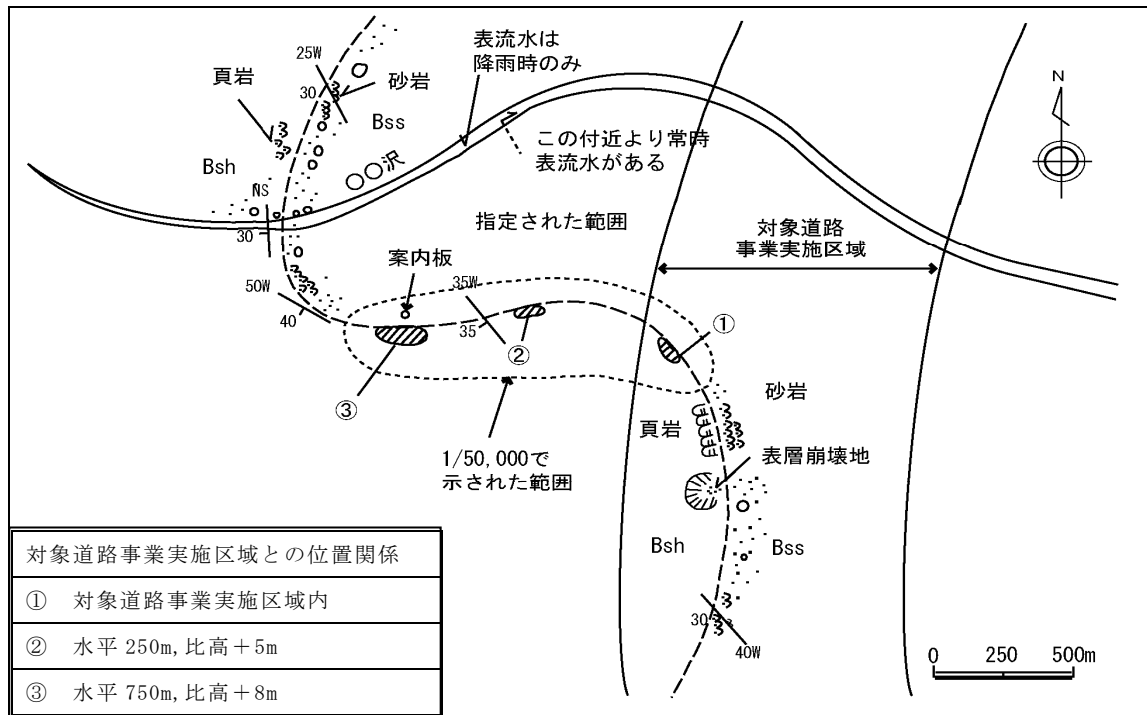 表流水は
降雨時のみ
25W
頁岩
30
砂岩
Bss
この付近より常時
表流水がある
N
Bsh
○○沢
NS
30
指定された範囲
対象道路
事業実施区域
案内板
50W
35W
40
35
①
②
③
砂岩
頁岩
1/50,000で
示された範囲
表層崩壊地
Bsh
Bss
30
40W
0 250 500m
対象道路事業実施区域との位置関係
① 対象道路事業実施区域内
② 水平 250m, 比高+5m
③ 水平 750m, 比高+8m